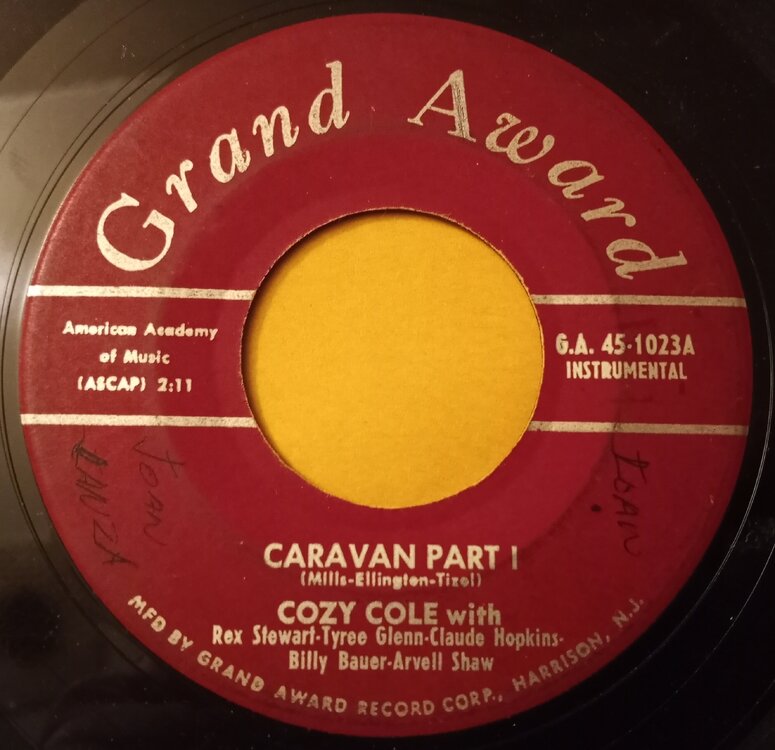 Grand Award
American Academy
of Music
(ASCAP) 2:11
G.A. 45-1023A
INSTRUMENTAL
JOAN
LANZA
JOAN
CARAVAN PART I
(Mills-Ellington-Tizol)
COZY COLE with
Rex Stewart-Tyree Glenn-Claude Hopkins-
Billy Bauer-Arvell Shaw
MFD BY GRAND AWARD RECORD CORP., HARRISON, N.J.